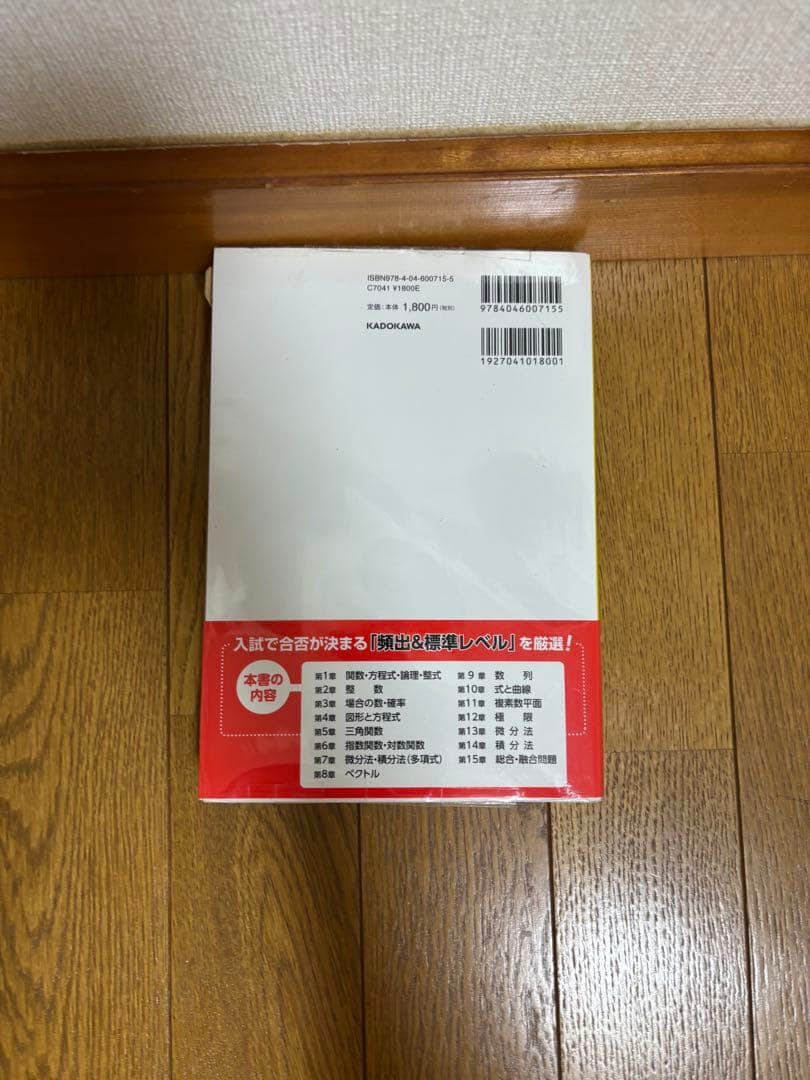 ISBN978-4-04-600715-5
C7041 ¥1800E
定価:本体 1,800円(税別)
KADOKAWA
9784046007155
1927041018001
入試で合否が決まる「頻出&標準レベル」を厳選!
本書の
内容
第1章 関数・方程式・論理・整式
第2章 整 数
第3章 場合の数・確率
第4章 図形と方程式
第5章 三角関数
第6章 指数関数・対数関数
第7章 微分法・積分法(多項式)
第8章 ベクトル
第9章 数 列
第10章 式と曲線
第11章 複素数平面
第12章 極 限
第13章 微分法
第14章 積分法
第15章 総合・融合問題